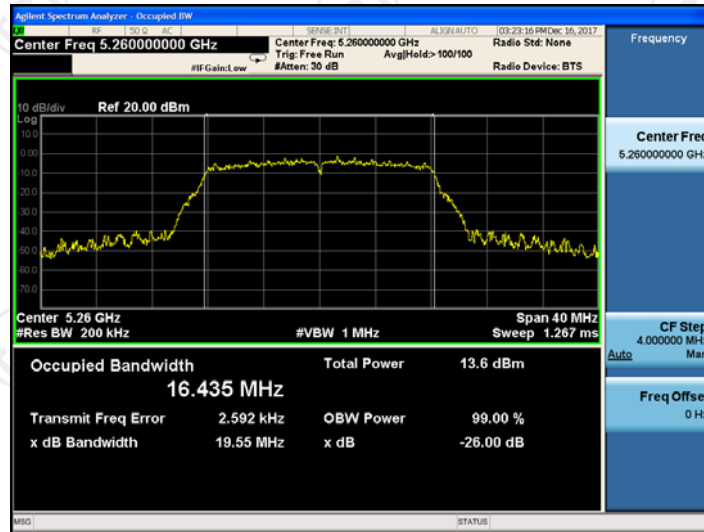 Agilent Spectrum Analyzer - Occupied BW
RF 50 Ω AC SENSE:INT ALIGN AUTO 03:23:16 PM Dec 16, 2017
Center Freq 5.260000000 GHz
Center Freq: 5.260000000 GHz
Radio Std: None
Trig: Free Run Avg|Hold:>100/100
#IFGain:Low #Atten: 30 dB Radio Device: BTS
10 dB/div Ref 20.00 dBm
Log
10.0
0.00
-10.0
-20.0
-30.0
-40.0
-50.0
-60.0
-70.0
Center 5.26 GHz Span 40 MHz
#Res BW 200 kHz #VBW 1 MHz Sweep 1.267 ms
Occupied Bandwidth Total Power 13.6 dBm
16.435 MHz
Transmit Freq Error 2.592 kHz OBW Power 99.00 %
x dB Bandwidth 19.55 MHz x dB -26.00 dB
MSG STATUS
Frequency
Center Freq
5.260000000 GHz
CF Step
4.000000 MHz
Auto Man
Freq Offset
0 Hz